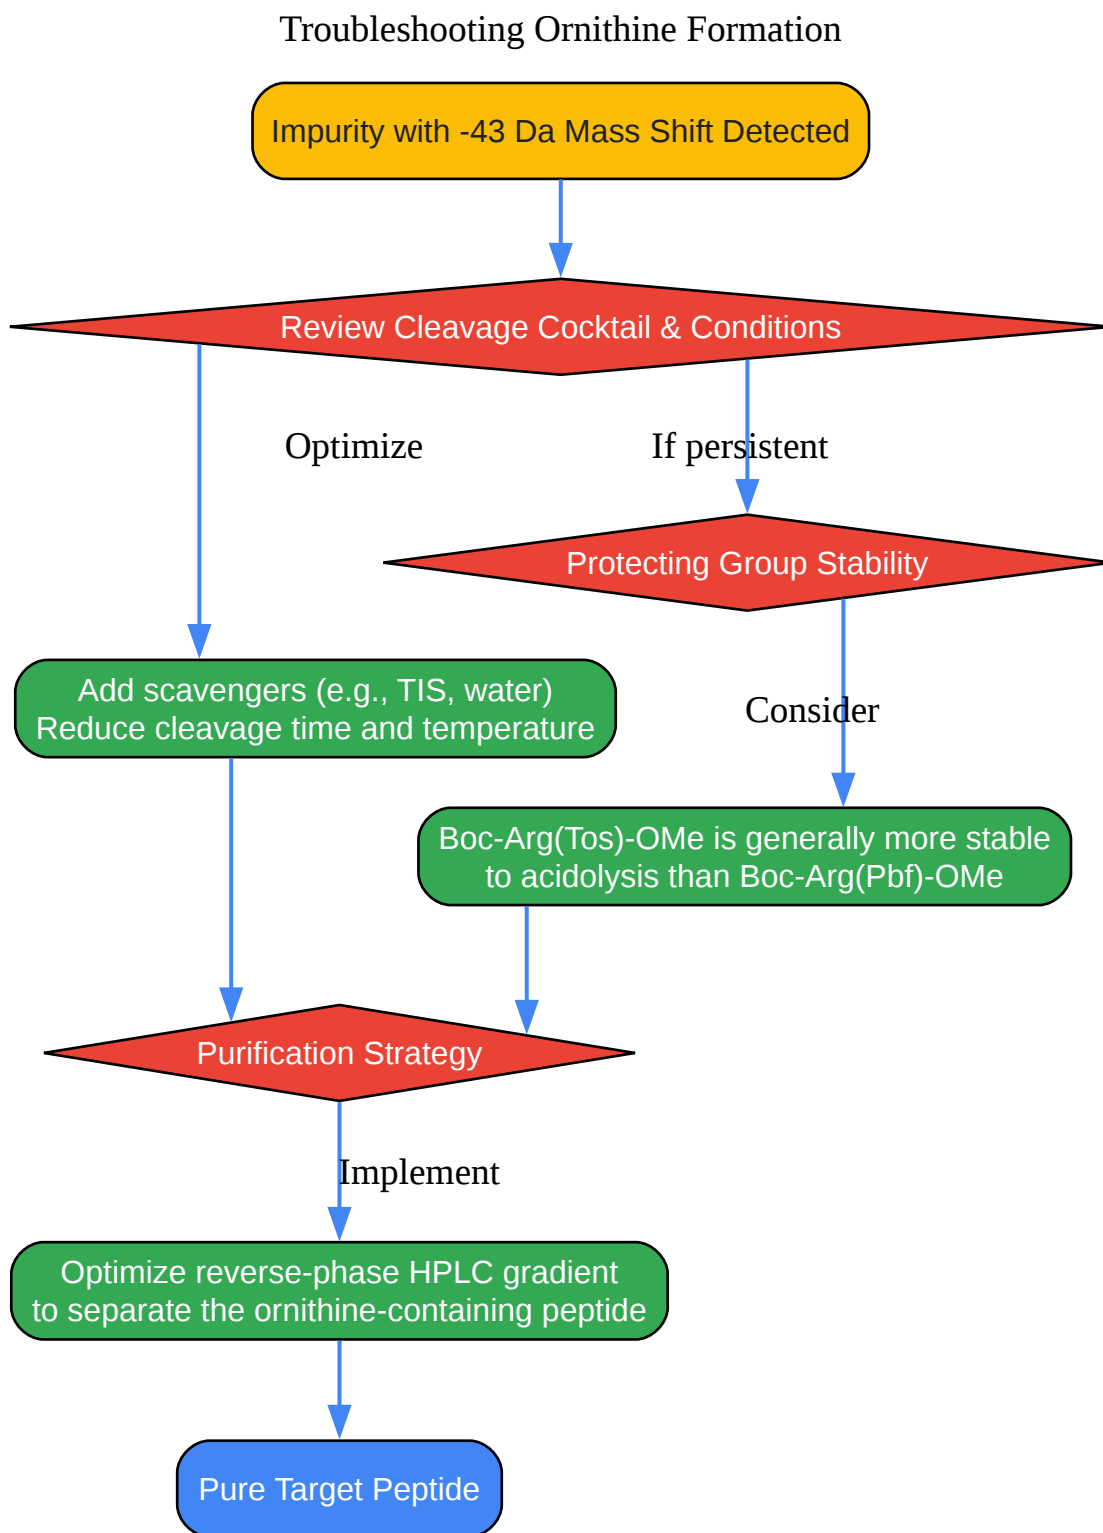 Troubleshooting Ornithine Formation
Impurity with -43 Da Mass Shift Detected
Review Cleavage Cocktail & Conditions
Optimize
If persistent
Protecting Group Stability
Add scavengers (e.g., TIS, water)
Reduce cleavage time and temperature
Consider
Boc-Arg(Tos)-OMe is generally more stable
to acidolysis than Boc-Arg(Pbf)-OMe
Purification Strategy
Implement
Optimize reverse-phase HPLC gradient
to separate the ornithine-containing peptide
Pure Target Peptide